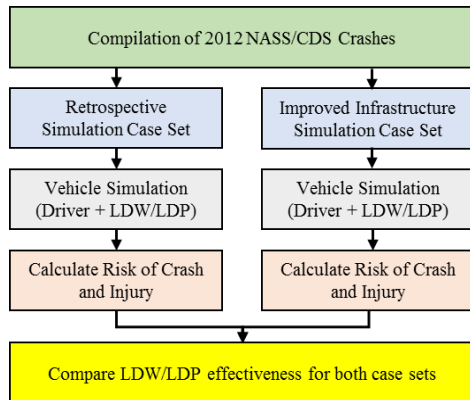 Compilation of 2012 NASS/CDS Crashes
Retrospective
Simulation Case Set
Improved Infrastructure
Simulation Case Set
Vehicle Simulation
(Driver + LDW/LDP)
Vehicle Simulation
(Driver + LDW/LDP)
Calculate Risk of Crash
and Injury
Calculate Risk of Crash
and Injury
Compare LDW/LDP effectiveness for both case sets